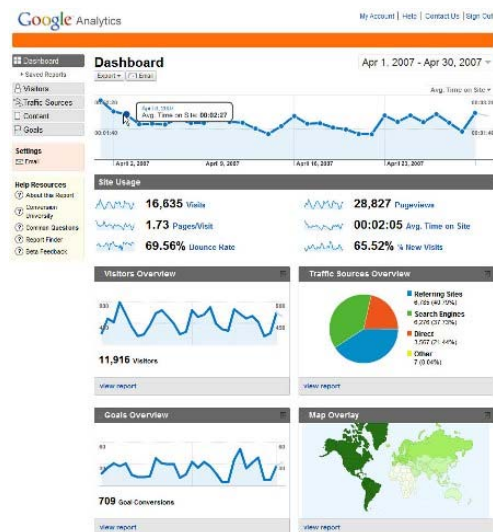 Google Analytics
My Account | Help | Contact Us | Sign Out
Dashboard
Saved Reports
Visitors
Traffic Sources
Content
Goals
Settings
Email
Help Resources
About this Report
Conversion University
Common Questions
Report Finder
Beta Feedback
Dashboard
Export
Email
Apr 1, 2007 - Apr 30, 2007
Avg. Time on Site
Avg. Time on Site: 00:02:27
00:01:40
April 2, 2007
April 9, 2007
April 16, 2007
April 23, 2007
Site Usage
16,635 Visits
28,827 Pageviews
1.73 Pages/Visit
00:02:05 Avg. Time on Site
69.56% Bounce Rate
65.52% % New Visits
Visitors Overview
11,916 Visitors
view report
Traffic Sources Overview
Referring Sites
Search Engines
Direct
Other
view report
Goals Overview
709 Goal Conversions
view report
Map Overlay
view report